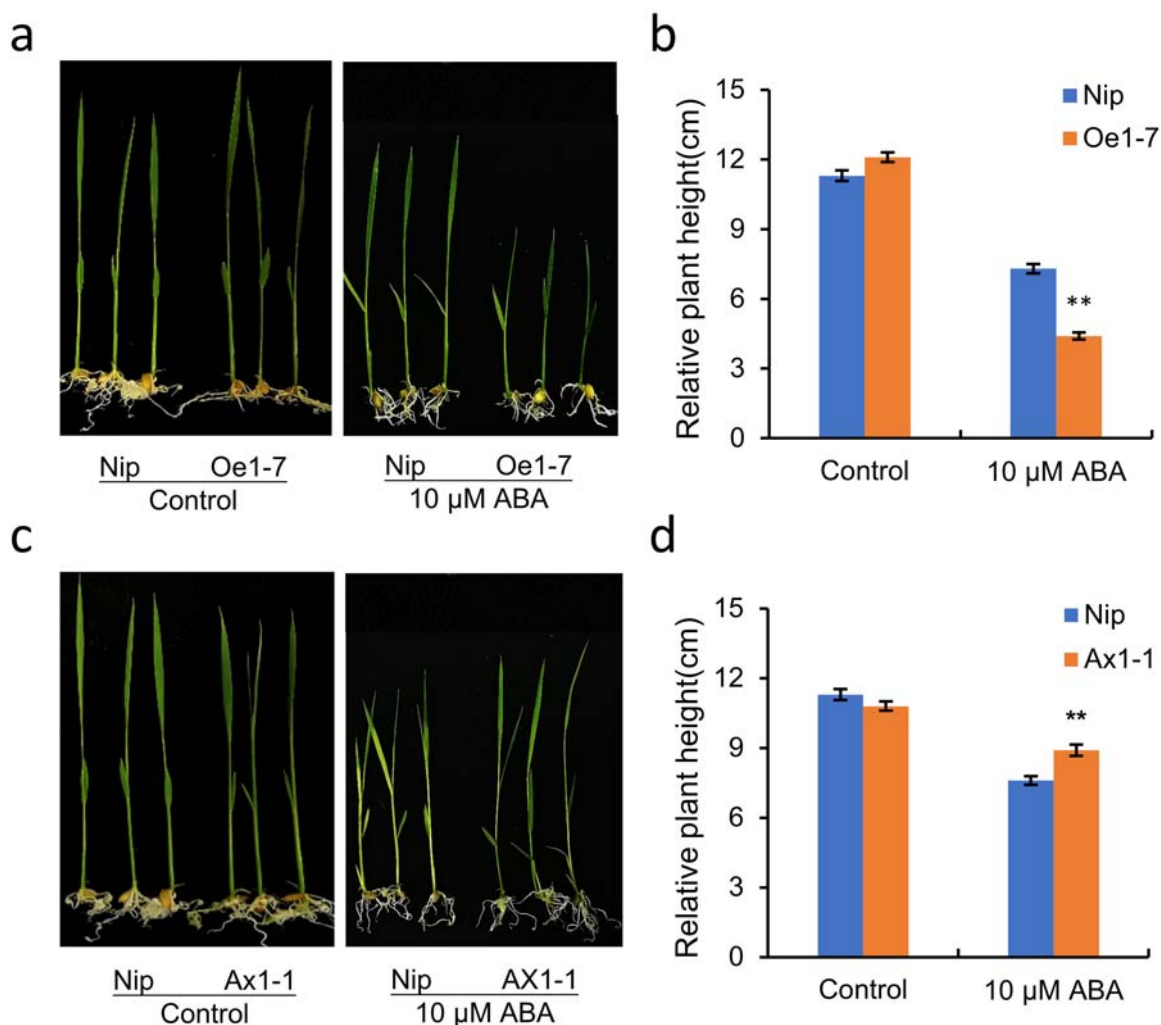 a
Nip Oe1-7
Control
Nip Oe1-7
10 μM ABA
b
Relative plant height(cm)
15
12
9
6
3
0
Nip
Oe1-7
**
Control
10 μM ABA
c
Nip Ax1-1
Control
Nip AX1-1
10 μM ABA
d
Relative plant height(cm)
15
12
9
6
3
0
Nip
Ax1-1
**
Control
10 μM ABA